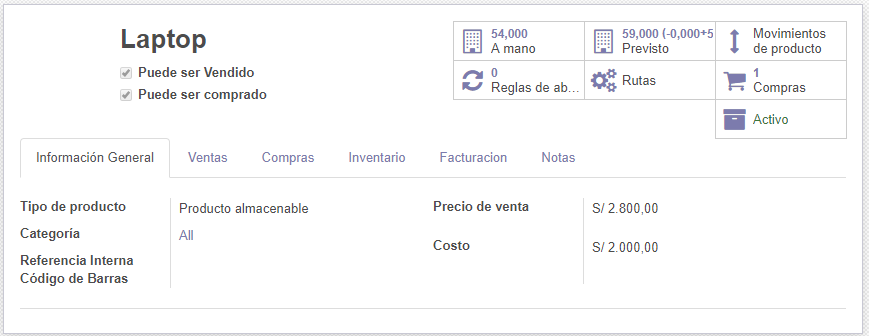 Laptop
Puede ser Vendido
Puede ser comprado
54,000
A mano
59,000 (-0,000+5
Previsto
Movimientos
de producto
0
Reglas de ab...
Rutas
1
Compras
Activo
Información General
Ventas
Compras
Inventario
Facturacion
Notas
Tipo de producto
Producto almacenable
Categoría
All
Referencia Interna
Código de Barras
Precio de venta
S/ 2.800,00
Costo
S/ 2.000,00